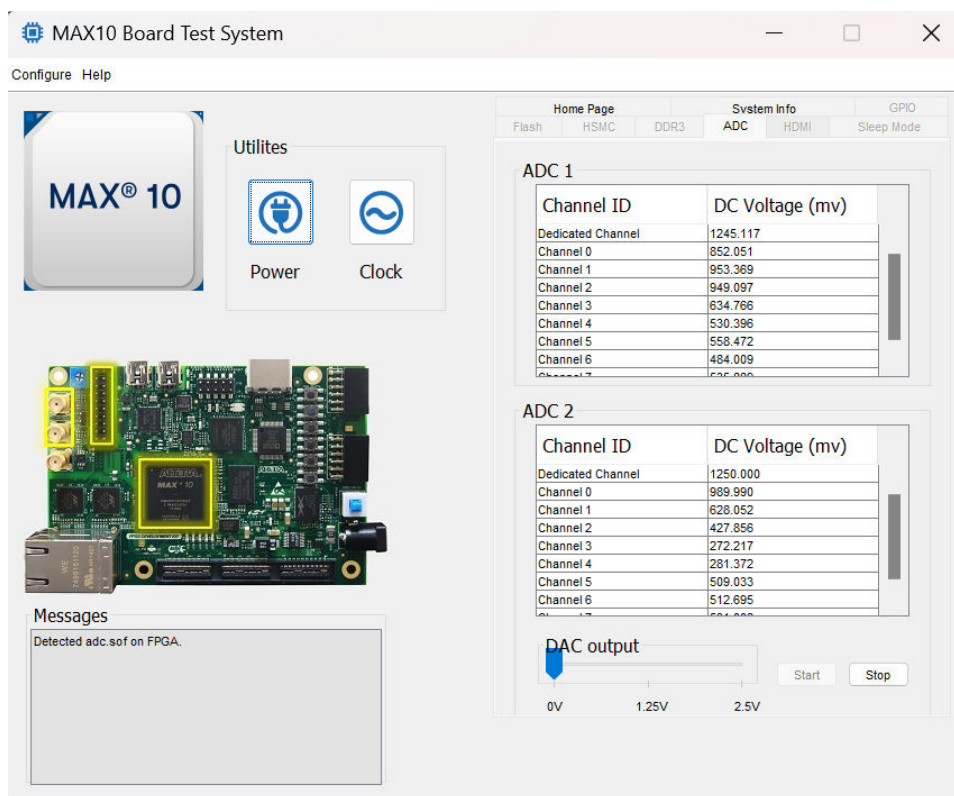 MAX10 Board Test System
Configure Help
MAX® 10
Utilites
Power
Clock
Home Page
System Info
GPIO
Flash
HSMC
DDR3
ADC
HDMI
Sleep Mode
ADC 1
Channel ID DC Voltage (mv)
Dedicated Channel 1245.117
Channel 0 852.051
Channel 1 953.369
Channel 2 949.097
Channel 3 634.766
Channel 4 530.396
Channel 5 558.472
Channel 6 484.009
ADC 2
Channel ID DC Voltage (mv)
Dedicated Channel 1250.000
Channel 0 989.990
Channel 1 628.052
Channel 2 427.856
Channel 3 272.217
Channel 4 281.372
Channel 5 509.033
Channel 6 512.695
DAC output
0V 1.25V 2.5V
Start
Stop
ALTERA
MAX 10
Messages
Detected adc.sof on FPGA.